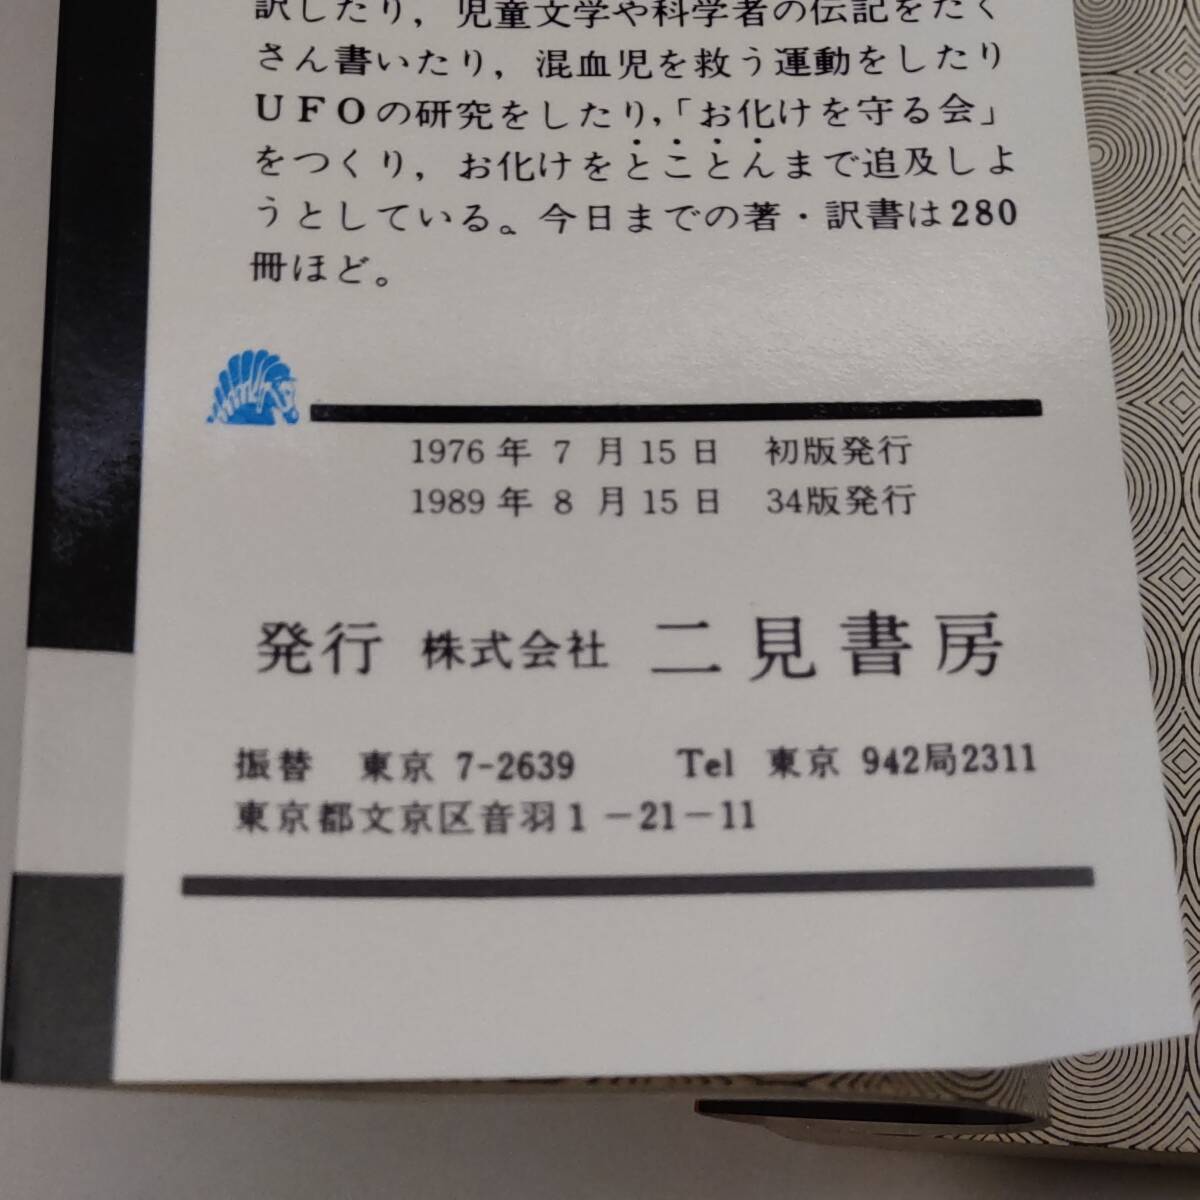 訳したり，児童文学や科学者の伝記をたく
さん書いたり，混血児を救う運動をしたり
UFOの研究をしたり，「お化けを守る会」
をつくり，お化けをとことんまで追及しよ
うとしている。今日までの著・訳書は280
冊ほど。
1976年 7 月15日 初版発行
1989年 8 月15日 34版発行
発行 株式会社 二見書房
振替 東京 7-2639 Tel 東京 942局2311
東京都文京区音羽1－21－11